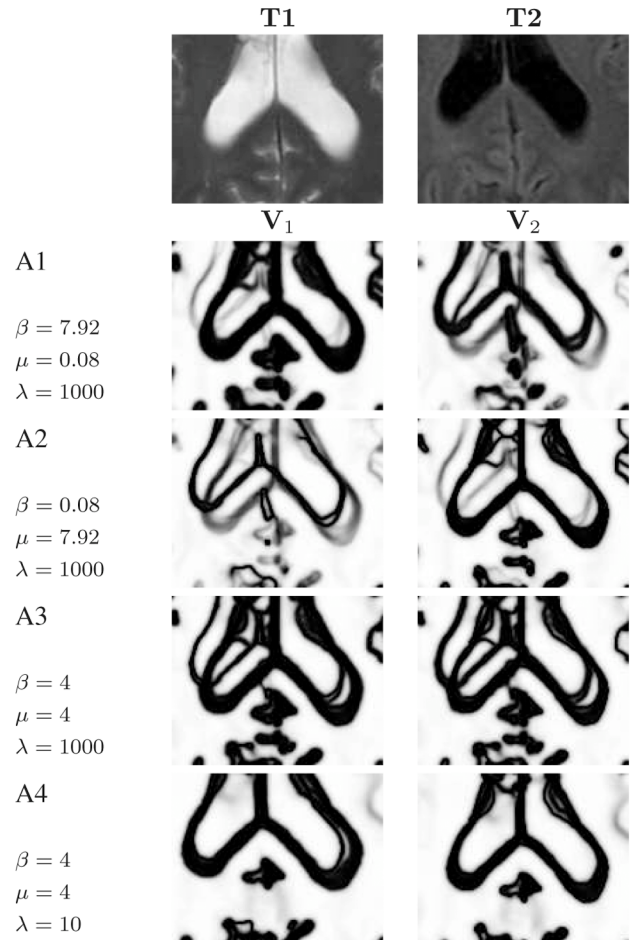 T1 T2
V₁ V₂
A1
β = 7.92
μ = 0.08
λ = 1000
A2
β = 0.08
μ = 7.92
λ = 1000
A3
β = 4
μ = 4
λ = 1000
A4
β = 4
μ = 4
λ = 10